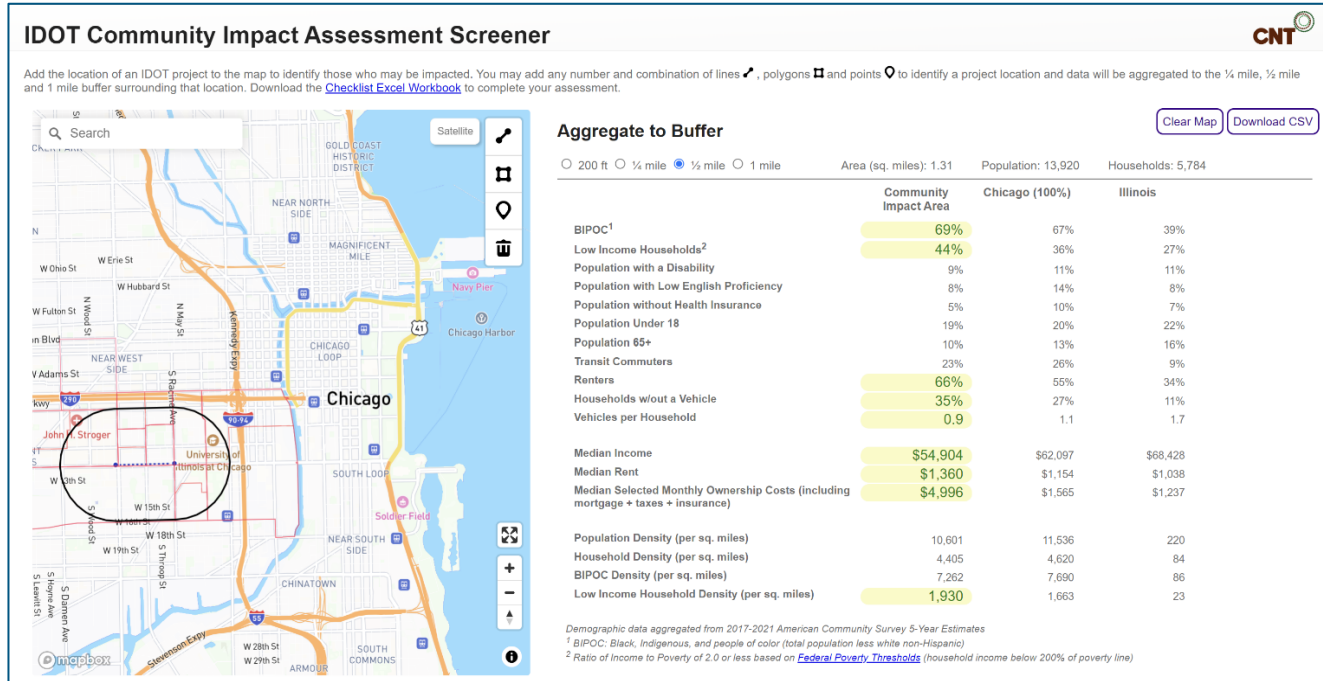 IDOT Community Impact Assessment Screener
CNT
Add the location of an IDOT project to the map to identify those who may be impacted. You may add any number and combination of lines , polygons and points to identify a project location and data will be aggregated to the ¼ mile, ½ mile
and 1 mile buffer surrounding that location. Download the Checklist Excel Workbook to complete your assessment.
Search
Satellite
GOLD COAST
HISTORIC
DISTRICT
NEAR NORTH
SIDE
N
MAGNIFICENT
MILE
W Erie St
W Ohio St
Navy Pier
W Hubbard St
N Wood St
N May St
Kennedy Expy
W Fulton St
41
Chicago Harbor
on Blvd
CHICAGO
LOOP
NEAR WEST
SIDE
W Adams St
S Racine Ave
290
kwy
Chicago
90-94
John H. Stroger
University of
Illinois at Chicago
SOUTH LOOP
W 13th St
W 15th St
Soldier Field
W 16th St
S Wood St
W 18th St
NEAR SOUTH
SIDE
W 19th St
S Throop St
CHINATOWN
S Leavitt St
S Hoyne Ave
S Damen Ave
55
Stevenson Expy
W 28th St
W 29th St
SOUTH
COMMONS
ARMOUR
mapbox
Clear Map
Download CSV
Aggregate to Buffer
200 ft ¼ mile ½ mile 1 mile Area (sq. miles): 1.31 Population: 13,920 Households: 5,784
Community
Impact Area Chicago (100%) Illinois
BIPOC1 69% 67% 39%
Low Income Households2 44% 36% 27%
Population with a Disability 9% 11% 11%
Population with Low English Proficiency 8% 14% 8%
Population without Health Insurance 5% 10% 7%
Population Under 18 19% 20% 22%
Population 65+ 10% 13% 16%
Transit Commuters 23% 26% 9%
Renters 66% 55% 34%
Households w/out a Vehicle 35% 27% 11%
Vehicles per Household 0.9 1.1 1.7
Median Income $54,904 $62,097 $68,428
Median Rent $1,360 $1,154 $1,038
Median Selected Monthly Ownership Costs (including
mortgage + taxes + insurance) $4,996 $1,565 $1,237
Population Density (per sq. miles) 10,601 11,536 220
Household Density (per sq. miles) 4,405 4,620 84
BIPOC Density (per sq. miles) 7,262 7,690 86
Low Income Household Density (per sq. miles) 1,930 1,663 23
Demographic data aggregated from 2017-2021 American Community Survey 5-Year Estimates
1 BIPOC: Black, Indigenous, and people of color (total population less white non-Hispanic)
2 Ratio of Income to Poverty of 2.0 or less based on Federal Poverty Thresholds (household income below 200% of poverty line)